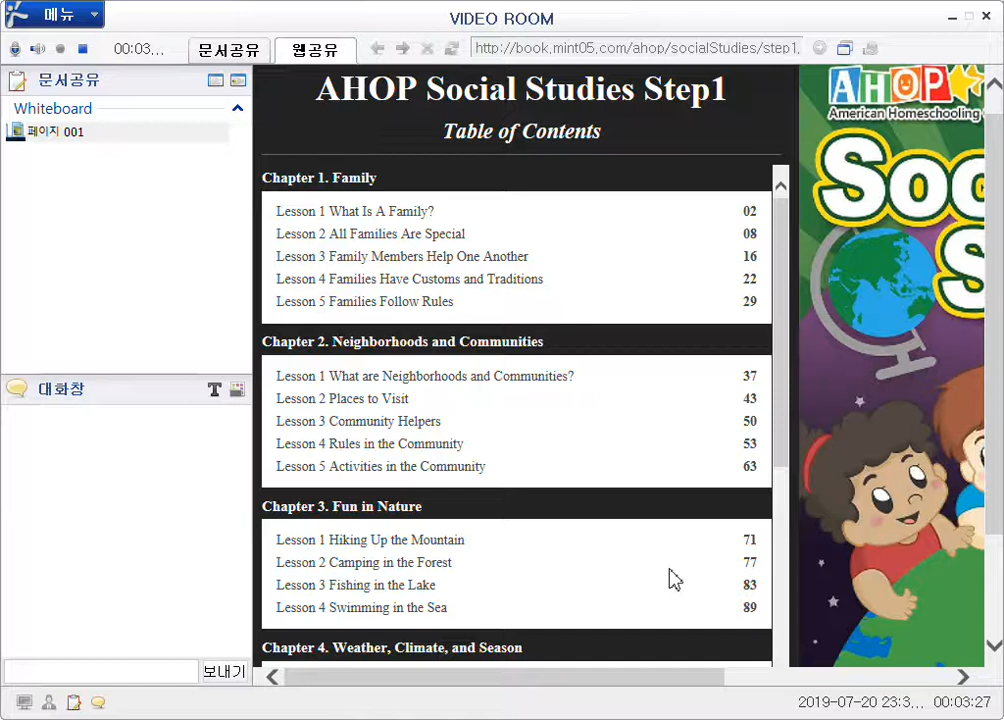 메뉴
VIDEO ROOM
00:03...
문서공유
웹공유
http://book.mint05.com/ahop/socialStudies/step1,
문서공유
Whiteboard
페이지 001
대화창
T
보내기
AHOP Social Studies Step1
Table of Contents
Chapter 1. Family
Lesson 1 What Is A Family? 02
Lesson 2 All Families Are Special 08
Lesson 3 Family Members Help One Another 16
Lesson 4 Families Have Customs and Traditions 22
Lesson 5 Families Follow Rules 29
Chapter 2. Neighborhoods and Communities
Lesson 1 What are Neighborhoods and Communities? 37
Lesson 2 Places to Visit 43
Lesson 3 Community Helpers 50
Lesson 4 Rules in the Community 53
Lesson 5 Activities in the Community 63
Chapter 3. Fun in Nature
Lesson 1 Hiking Up the Mountain 71
Lesson 2 Camping in the Forest 77
Lesson 3 Fishing in the Lake 83
Lesson 4 Swimming in the Sea 89
Chapter 4. Weather, Climate, and Season
AHOP
American Homeschooling
Soc
S
2019-07-20 23:3... 00:03:27